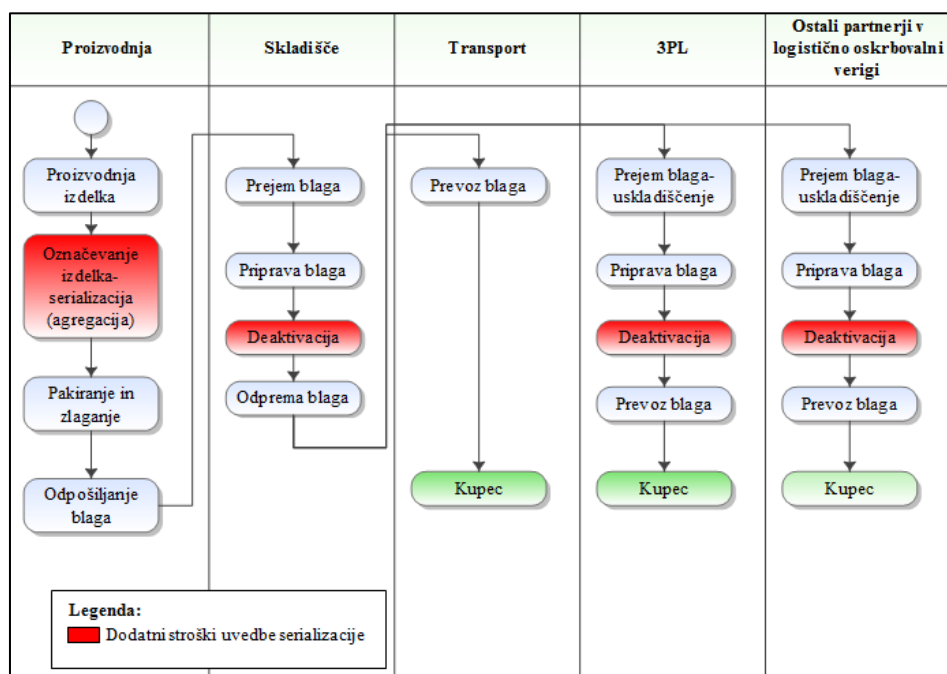 Proizvodnja
Skladišče
Transport
3PL
Ostali partnerji v
logistično oskrbovalni
verigi
Proizvodnja
izdelka
Označevanje
izdelka-
serializacija
(agregacija)
Pakiranje in
zlaganje
Odpošiljanje
blaga
Prejem blaga
Priprava blaga
Deaktivacija
Odprema blaga
Prevoz blaga
Kupec
Prejem blaga-
uskladiščenje
Priprava blaga
Deaktivacija
Prevoz blaga
Kupec
Prejem blaga-
uskladiščenje
Priprava blaga
Deaktivacija
Prevoz blaga
Kupec
Legenda:
Dodatni stroški uvedbe serializacije